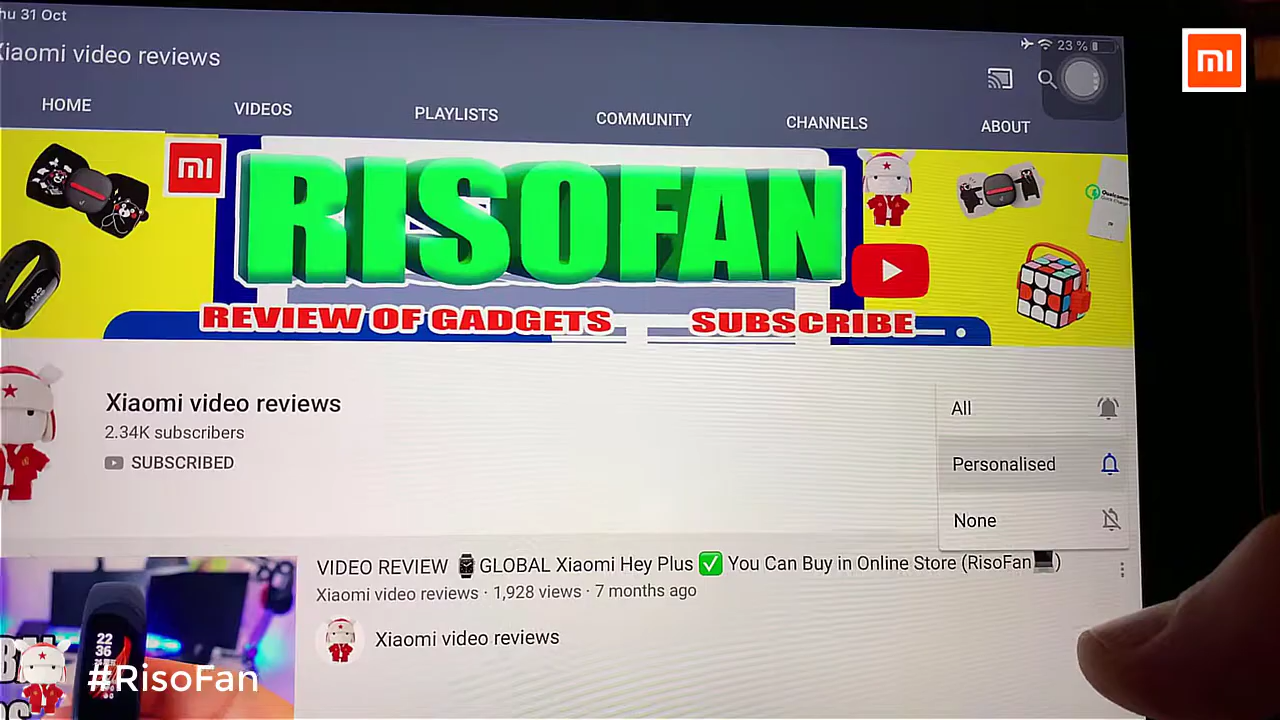 hu 31 Oct
23 %
Xiaomi video reviews
mi
HOME
VIDEOS
PLAYLISTS
COMMUNITY
CHANNELS
ABOUT
mi
RISOFAN
REVIEW OF GADGETS
SUBSCRIBE
Xiaomi video reviews
2.34K subscribers
SUBSCRIBED
All
Personalised
None
VIDEO REVIEW ⌚GLOBAL Xiaomi Hey Plus ✅ You Can Buy in Online Store (RisoFan💻)
Xiaomi video reviews · 1,928 views · 7 months ago
Xiaomi video reviews
22
36
#RisoFan